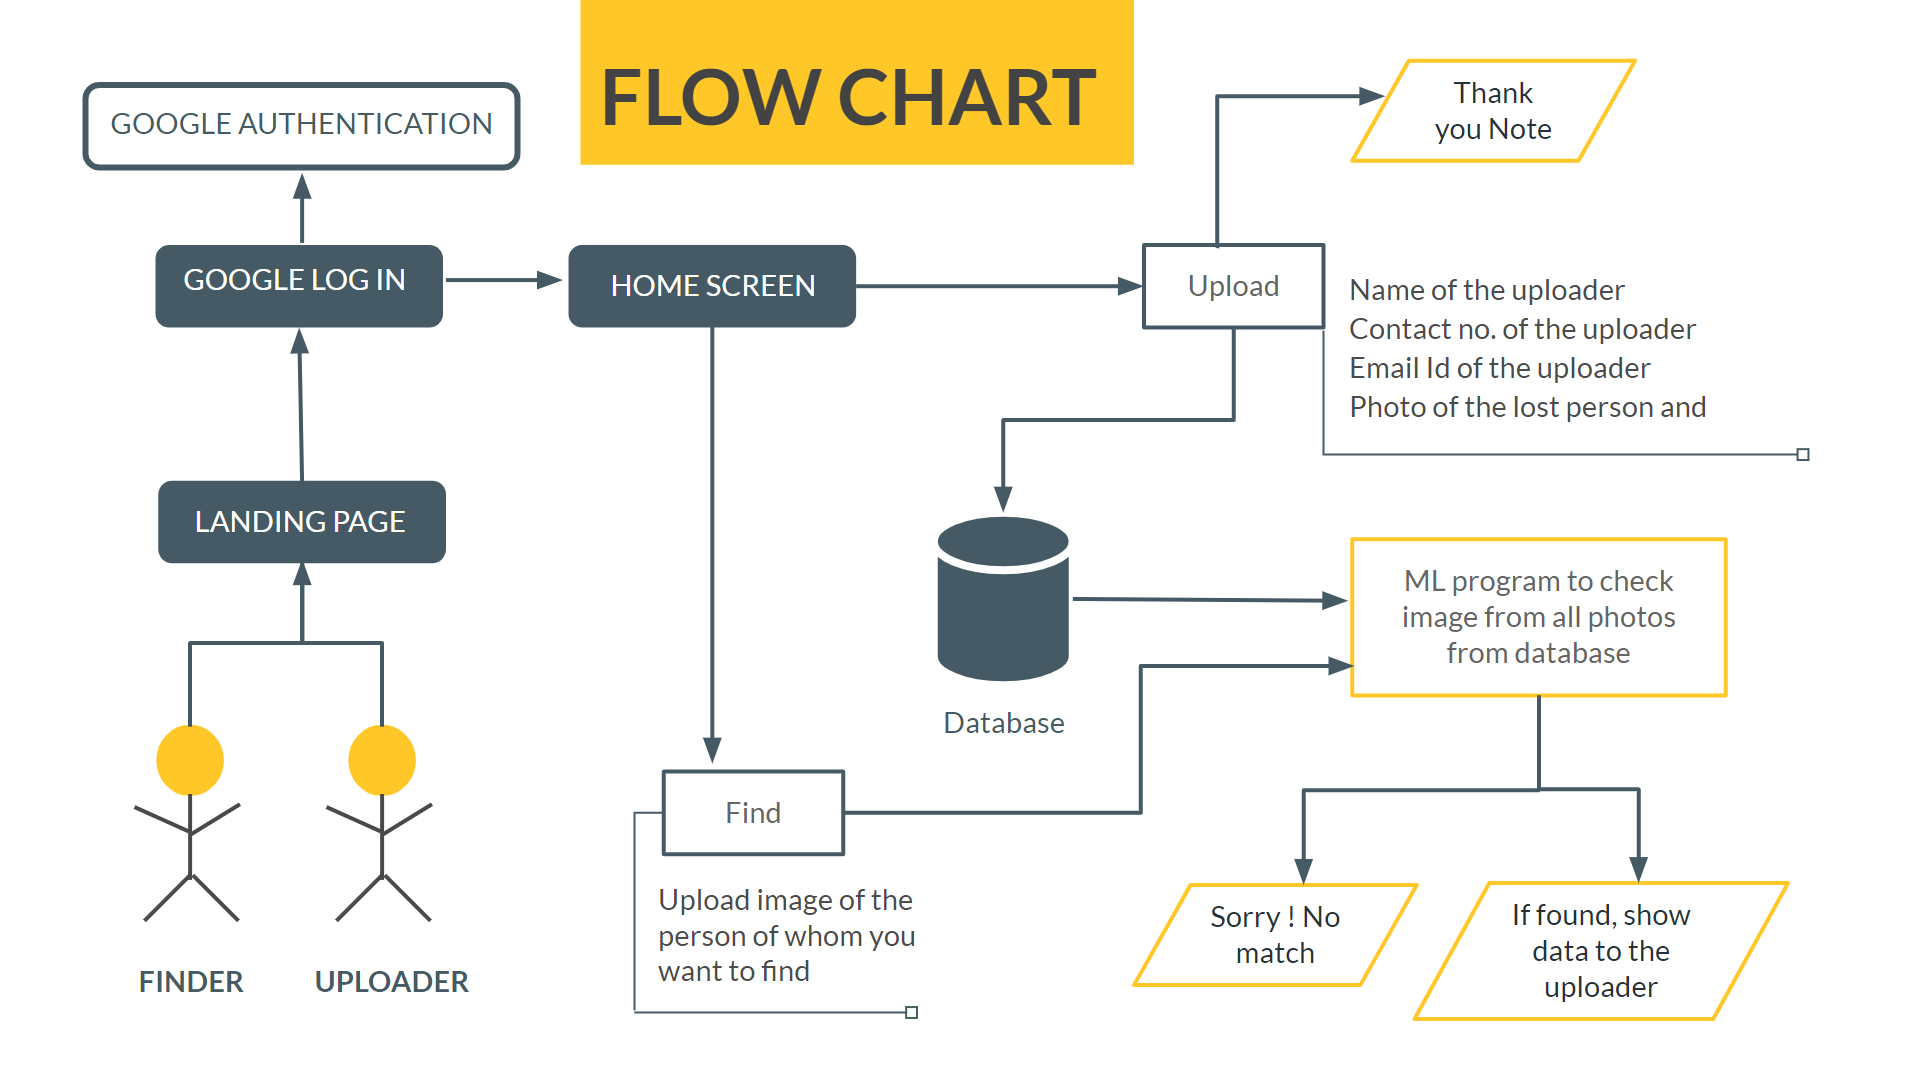 FLOW CHART
GOOGLE AUTHENTICATION
Thank
you Note
GOOGLE LOG IN
HOME SCREEN
Upload
Name of the uploader
Contact no. of the uploader
Email Id of the uploader
Photo of the lost person and
LANDING PAGE
ML program to check
image from all photos
from database
Database
Find
Upload image of the
person of whom you
want to find
Sorry ! No
match
If found, show
data to the
uploader
FINDER
UPLOADER